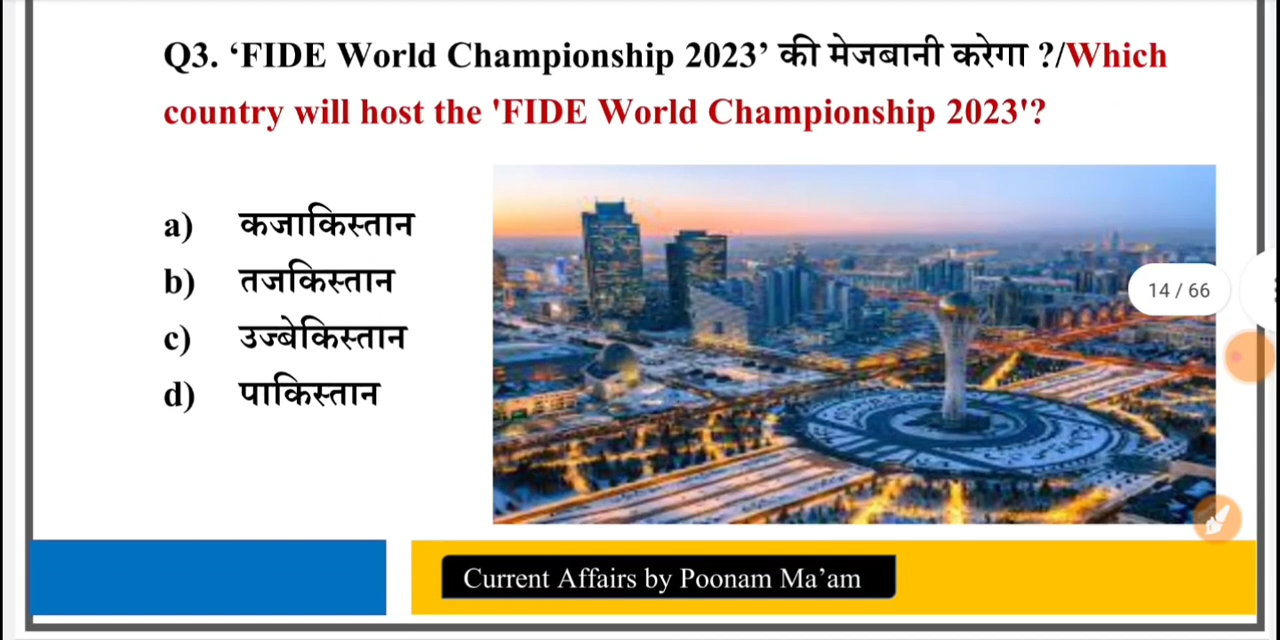 Q3. ‘FIDE World Championship 2023’ की मेजबानी करेगा ?/Which
country will host the 'FIDE World Championship 2023'?
a) कजाकिस्तान
b) तजकिस्तान
c) उज्बेकिस्तान
d) पाकिस्तान
14 / 66
Current Affairs by Poonam Ma’am